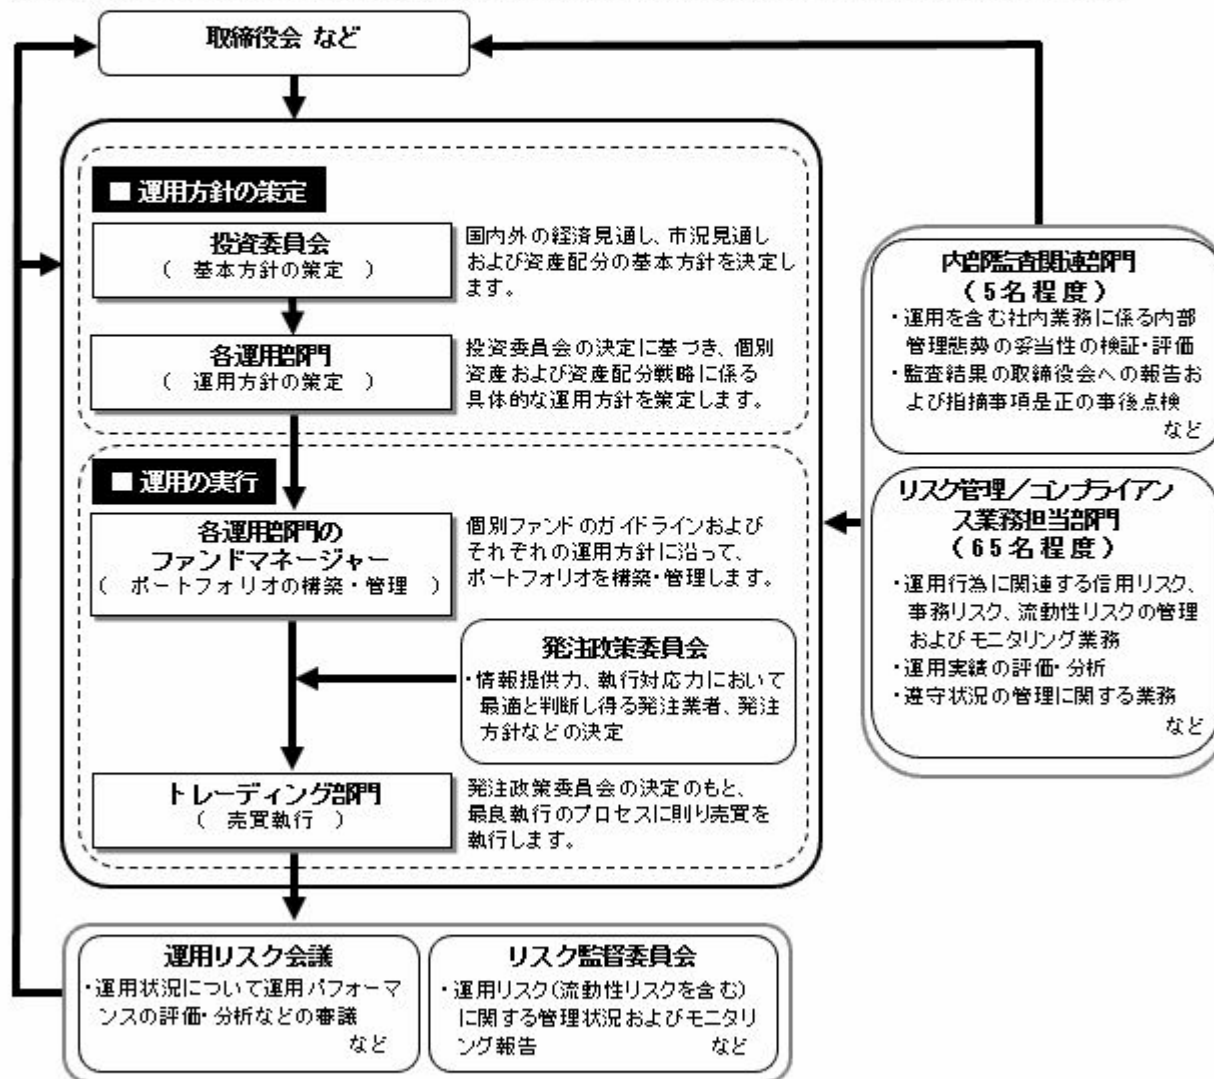 取締役会 など
■ 運用方針の策定
投資委員会
（ 基本方針の策定 ）
国内外の経済見通し、市況見通し
および資産配分の基本方針を決定し
ます。
各運用部門
（ 運用方針の策定 ）
投資委員会の決定に基づき、個別
資産および資産配分戦略に係る
具体的な運用方針を策定します。
■ 運用の実行
各運用部門の
ファンドマネージャー
（ ポートフォリオの構築・管理 ）
個別ファンドのガイドラインおよび
それぞれの運用方針に沿って、
ポートフォリオを構築・管理します。
発注政策委員会
・情報提供力、執行対応力において
最適と判断し得る発注業者、発注
方針などの決定
トレーディング部門
（ 売買執行 ）
発注政策委員会の決定のもと、
最良執行のプロセスに則り売買を
執行します。
運用リスク会議
・運用状況について運用パフォーマ
ンスの評価・分析などの審議
など
リスク監督委員会
・運用リスク（流動性リスクを含む）
に関する管理状況およびモニタリ
ング報告 など
内部監査関連部門
（5名程度）
・運用を含む社内業務に係る内部
管理態勢の妥当性の検証・評価
・監査結果の取締役会への報告お
よび指摘事項是正の事後点検
など
リスク管理／コンプライアン
ス業務担当部門
（65名程度）
・運用行為に関連する信用リスク、
事務リスク、流動性リスクの管理
およびモニタリング業務
・運用実績の評価・分析
・遵守状況の管理に関する業務
など